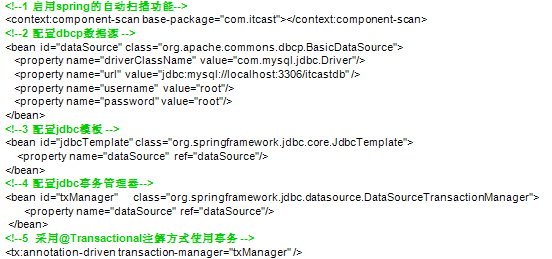 <!--1 启用spring的自动扫描功能-->
<context:component-scan base-package="com.itcast"></context:component-scan>
<!--2 配置dbcp数据源 -->
<bean id="dataSource" class="org.apache.commons.dbcp.BasicDataSource">
<property name="driverClassName" value="com.mysql.jdbc.Driver"/>
<property name="url" value="jdbc:mysql://localhost:3306/itcastdb" />
<property name="username" value="root"/>
<property name="password" value="root"/>
</bean>
<!--3 配置jdbc模板 -->
<bean id="jdbcTemplate" class="org.springframework.jdbc.core.JdbcTemplate">
<property name="dataSource" ref="dataSource"/>
</bean>
<!--4 配置jdbc事务管理器-->
<bean id="txManager" class="org.springframework.jdbc.datasource.DataSourceTransactionManager">
<property name="dataSource" ref="dataSource"/>
</bean>
<!--5 采用@Transactional注解方式使用事务 -->
<tx:annotation-driven transaction-manager="txManager" />